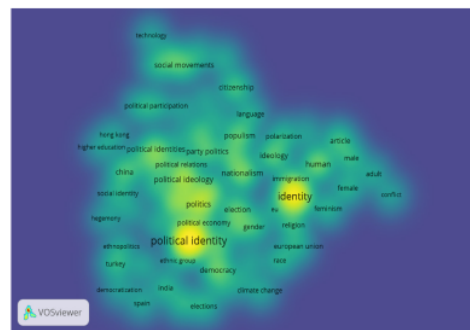 technology
social movements
citizenship
political participation
language
hong kong
populism
polarization
higher education
political identities
party politics
article
political relations
ideology
male
china
human
political ideology
nationalism
immigration
adult
social identity
female
conflict
identity
politics
election
eu
feminism
hegemony
political economy
gender
religion
political identity
ethnopolitics
european union
turkey
ethnic group
democracy
race
democratization
india
climate change
spain
elections
VOSviewer